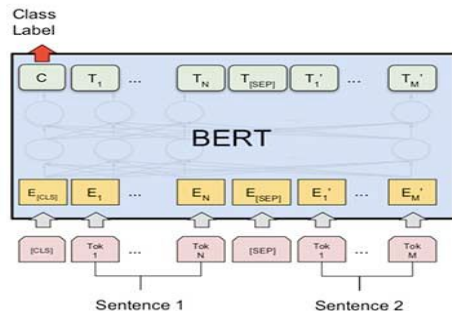 Class
Label
C T1 ... TN T[SEP] T1' ... TM'
BERT
E[CLS] E1 ... EN E[SEP] E1' ... EM'
[CLS] Tok 1 ... Tok N [SEP] Tok 1 ... Tok M
Sentence 1 Sentence 2